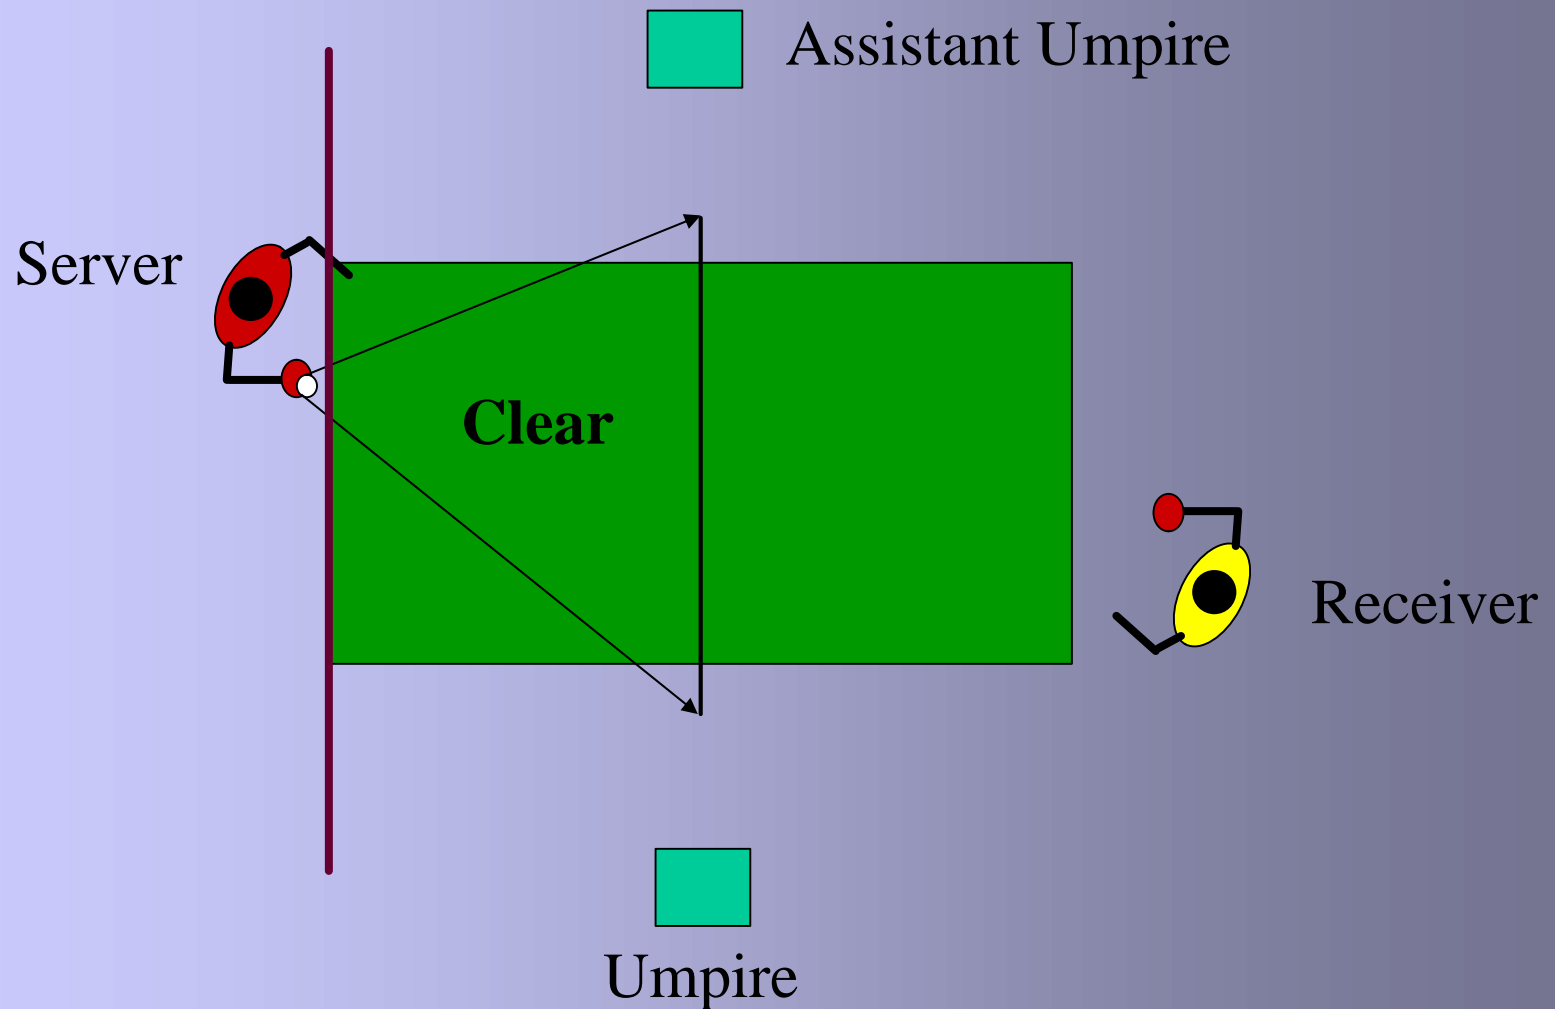 Assistant Umpire
Server
Clear
Receiver
Umpire